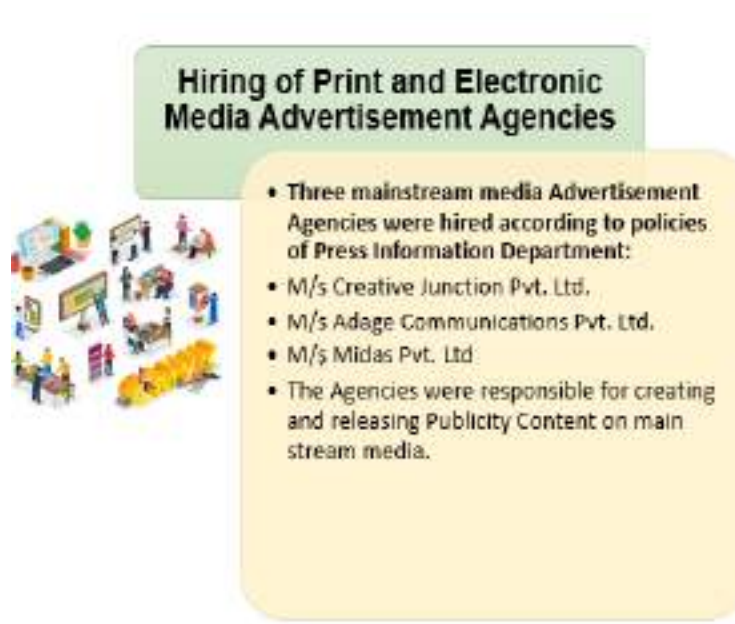 Hiring of Print and Electronic
Media Advertisement Agencies
• Three mainstream media Advertisement
Agencies were hired according to policies
of Press Information Department:
• M/s Creative Junction Pvt. Ltd.
• M/s Adage Communications Pvt. Ltd.
• M/s Midas Pvt. Ltd
• The Agencies were responsible for creating
and releasing Publicity Content on main
stream media.